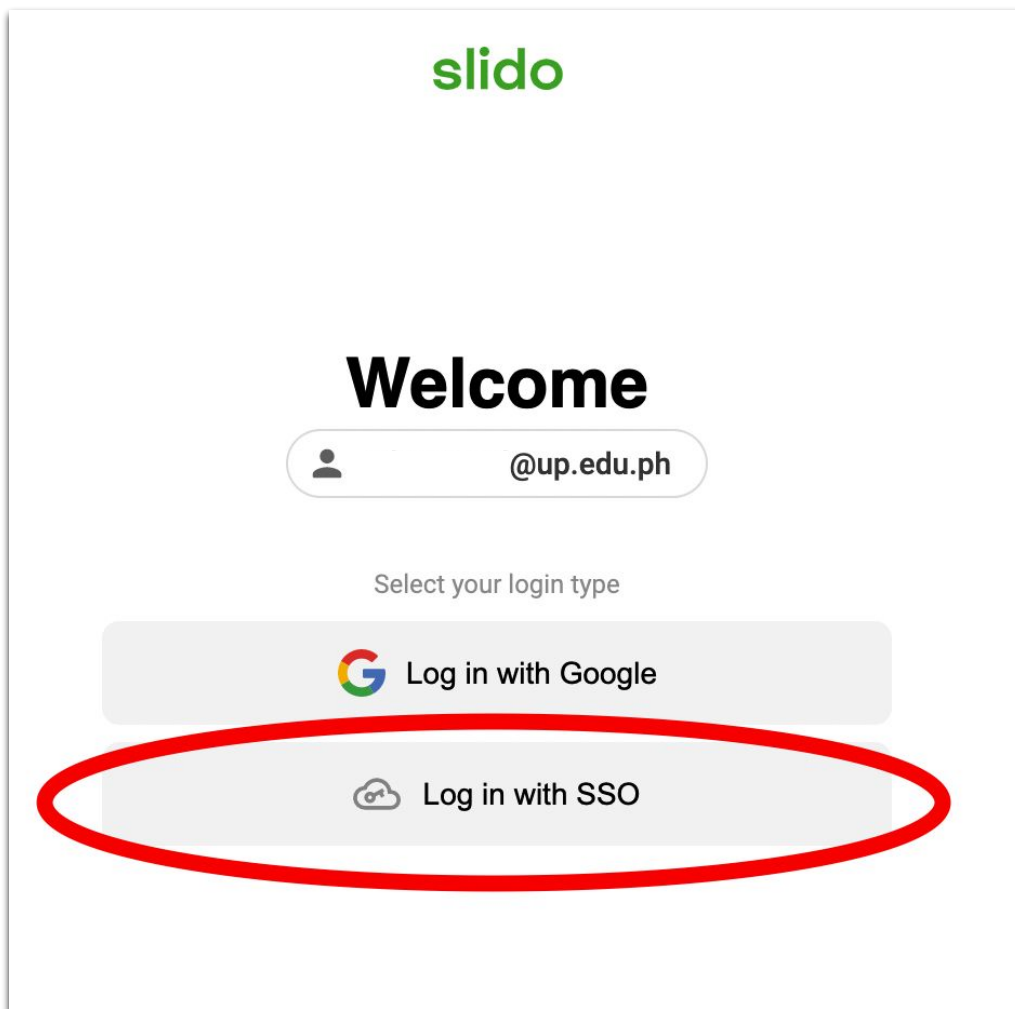 slido
Welcome
@up.edu.ph
Select your login type
Log in with Google
Log in with SSO